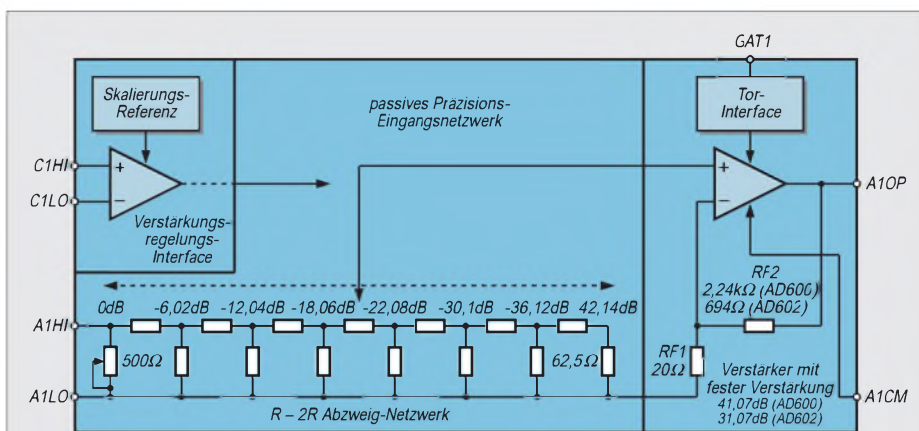 GAT1
Skalierungs-
Referenz
passives Präzisions-
Eingangsnetzwerk
Tor-
Interface
C1HI
+
+
C1LO
−
−
A1OP
Verstärkungs-
regelungs-
Interface
RF2
2,24kΩ (AD600)
694Ω (AD602)
0dB -6,02dB -12,04dB -18,06dB -22,08dB -30,1dB -36,12dB 42,14dB
A1HI
500Ω
62,5Ω
RF1
20Ω
Verstärker mit
fester Verstärkung
41,07dB (AD600)
31,07dB (AD602)
A1LO
A1CM
R – 2R Abzweig-Netzwerk